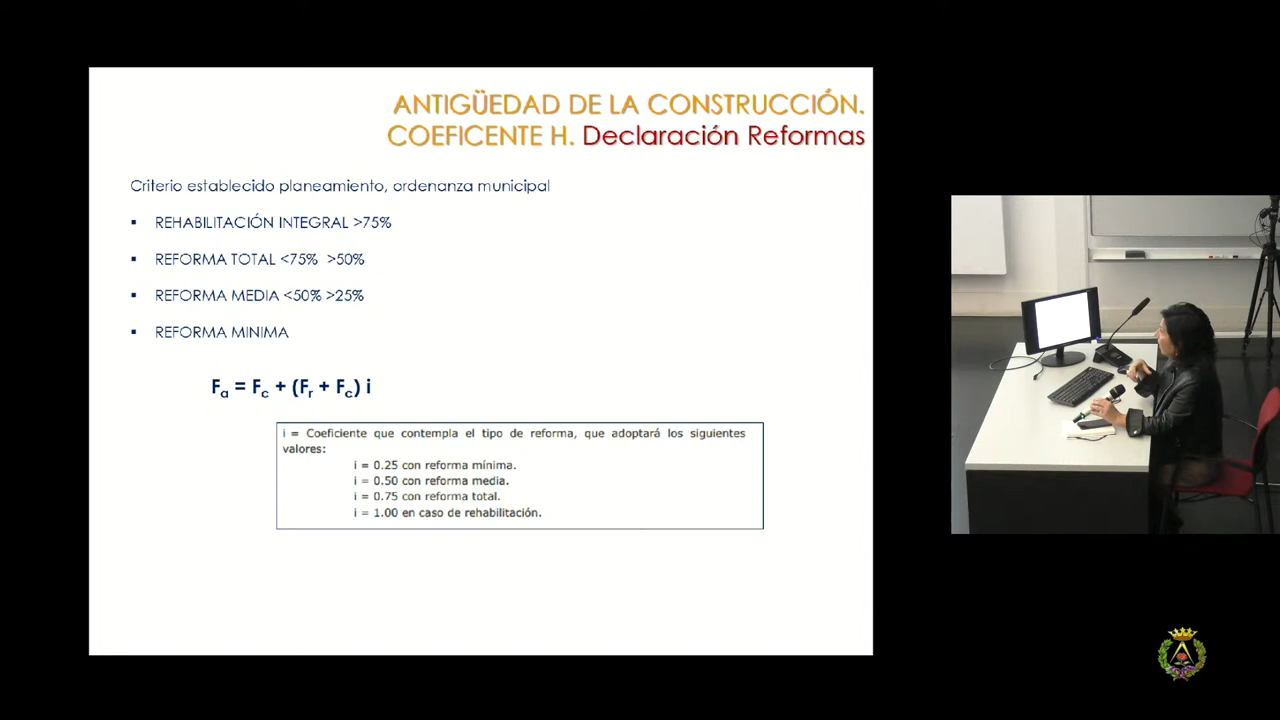 ANTIGÜEDAD DE LA CONSTRUCCIÓN.
COEFICENTE H. Declaración Reformas
Criterio establecido planeamiento, ordenanza municipal
▪ REHABILITACIÓN INTEGRAL >75%
▪ REFORMA TOTAL <75% >50%
▪ REFORMA MEDIA <50% >25%
▪ REFORMA MINIMA
Fa = Fc + (Fr + Fc) i
i = Coeficiente que contempla el tipo de reforma, que adoptará los siguientes
valores:
i = 0.25 con reforma mínima.
i = 0.50 con reforma media.
i = 0.75 con reforma total.
i = 1.00 en caso de rehabilitación.